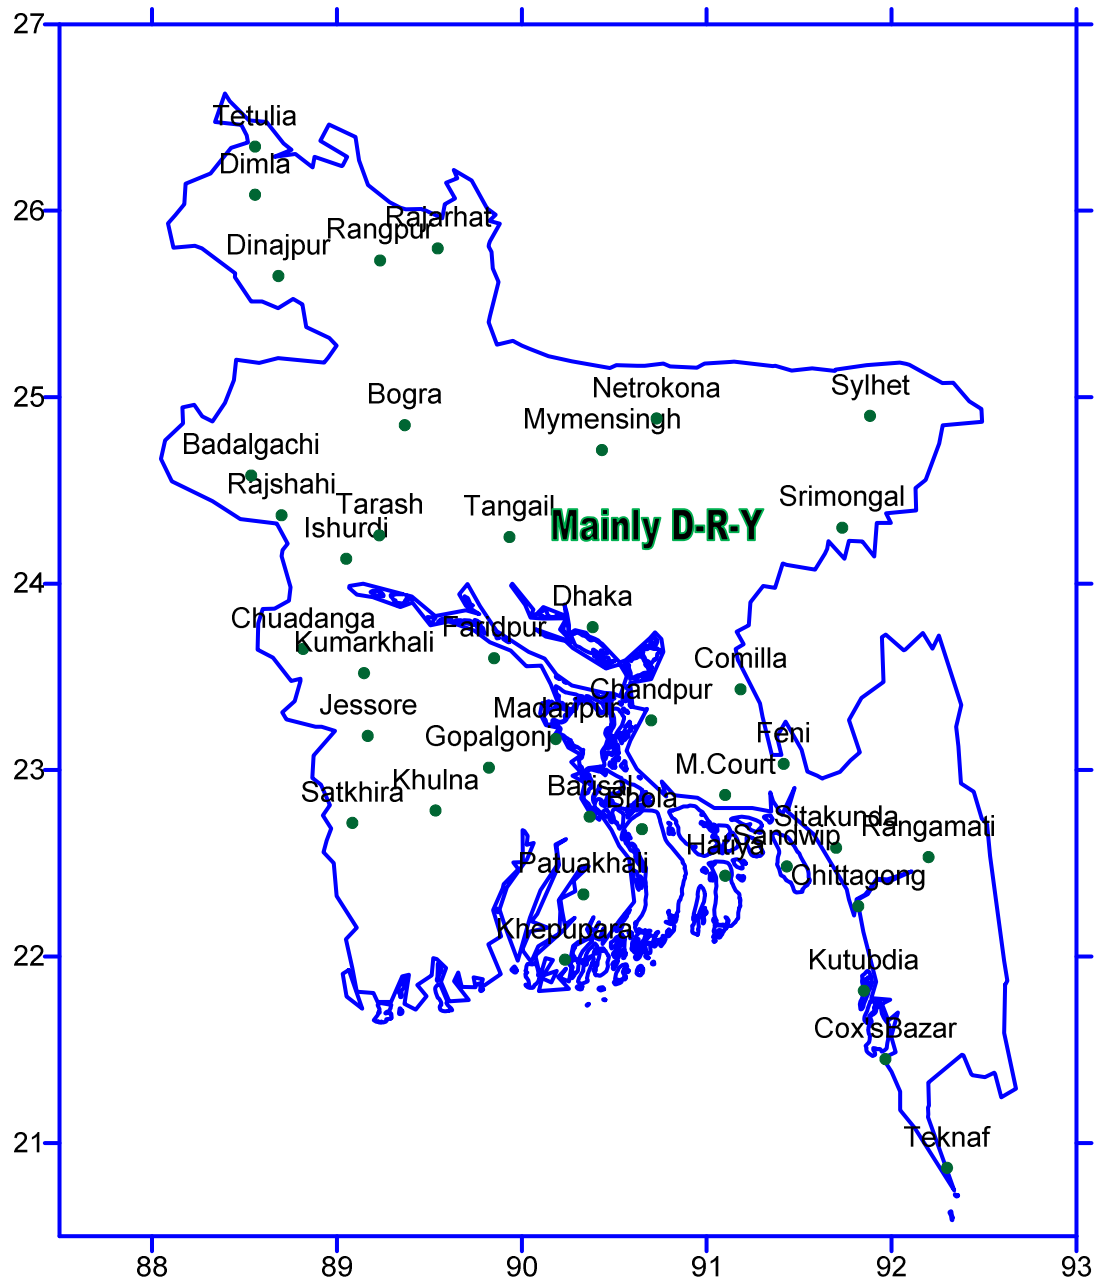 27
Tetulia
Dimla
26
Rajarhat
Rangpur
Dinajpur
25
Sylhet
Netrokona
Bogra
Mymensingh
Badalgachi
Rajshahi
Srimongal
Tarash
Tangail
Ishurdi
Mainly D-R-Y
24
Dhaka
Chuadanga
Faridpur
Kumarkhali
Comilla
Chandpur
Jessore
Madaripur
Feni
Gopalgonj
23
M.Court
Khulna
Barisal
Satkhira
Bhola
Sitakunda
Rangamati
Sandwip
Hatiya
Patuakhali
Chittagong
Khepupara
22
Kutubdia
Cox'sBazar
21
Teknaf
88 89 90 91 92 93